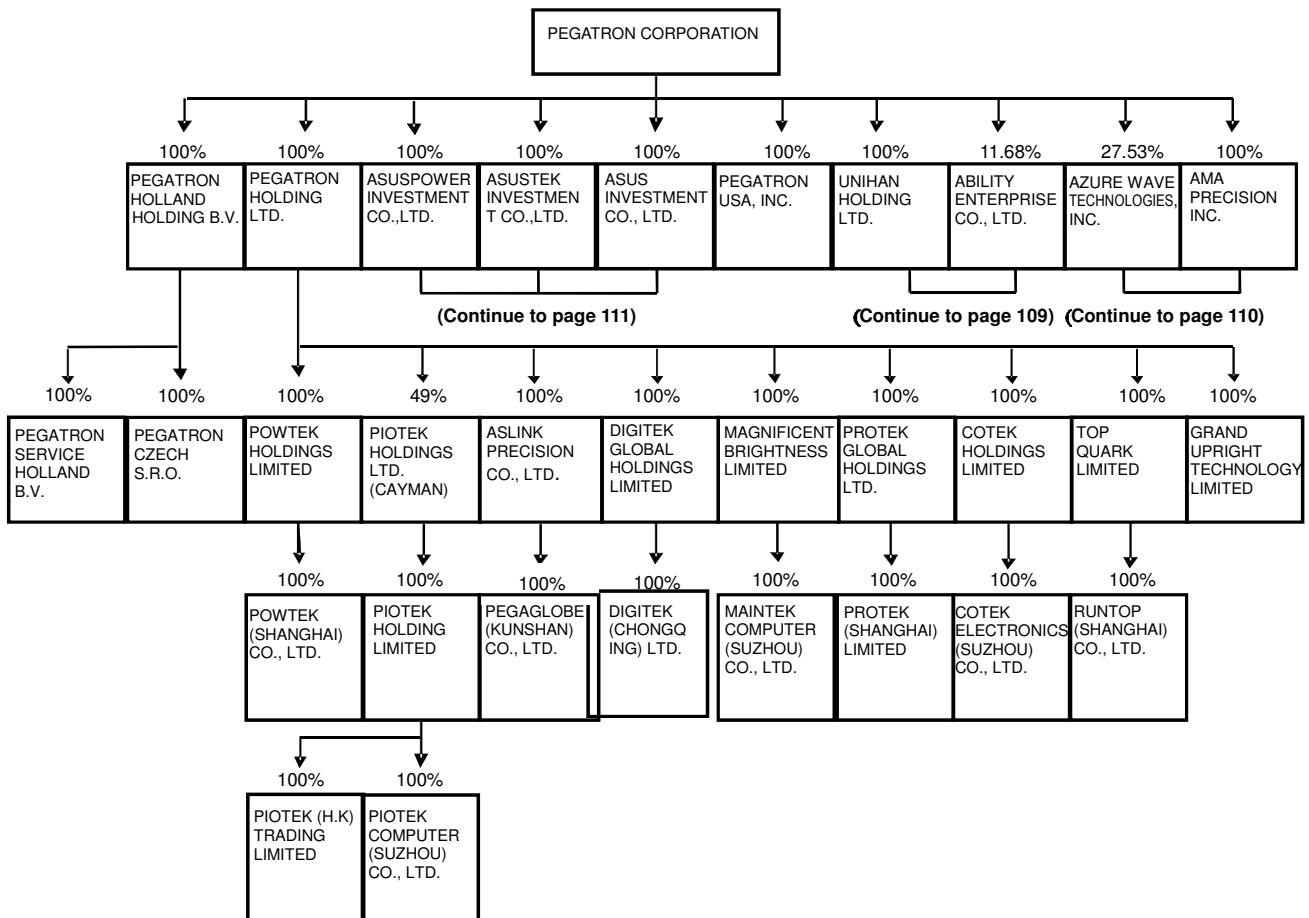 PEGATRON CORPORATION
100%
100%
100%
100%
100%
100%
100%
11.68%
27.53%
100%
PEGATRON
HOLLAND
HOLDING B.V.
PEGATRON
HOLDING
LTD.
ASUSPOWER
INVESTMENT
CO.,LTD.
ASUSTEK
INVESTMEN
T CO.,LTD.
ASUS
INVESTMENT
CO., LTD.
PEGATRON
USA, INC.
UNIHAN
HOLDING
LTD.
ABILITY
ENTERPRISE
CO., LTD.
AZURE WAVE
TECHNOLOGIES,
INC.
AMA
PRECISION
INC.
(Continue to page 111)
(Continue to page 109)
(Continue to page 110)
100%
100%
100%
49%
100%
100%
100%
100%
100%
100%
100%
PEGATRON
SERVICE
HOLLAND
B.V.
PEGATRON
CZECH
S.R.O.
POWTEK
HOLDINGS
LIMITED
PIOTEK
HOLDINGS
LTD.
(CAYMAN)
ASLINK
PRECISION
CO., LTD.
DIGITEK
GLOBAL
HOLDINGS
LIMITED
MAGNIFICENT
BRIGHTNESS
LIMITED
PROTEK
GLOBAL
HOLDINGS
LTD.
COTEK
HOLDINGS
LIMITED
TOP
QUARK
LIMITED
GRAND
UPRIGHT
TECHNOLOGY
LIMITED
100%
100%
100%
100%
100%
100%
100%
100%
POWTEK
(SHANGHAI)
CO., LTD.
PIOTEK
HOLDING
LIMITED
PEGAGLOBE
(KUNSHAN)
CO., LTD.
DIGITEK
(CHONGQ
ING) LTD.
MAINTEK
COMPUTER
(SUZHOU)
CO., LTD.
PROTEK
(SHANGHAI)
LIMITED
COTEK
ELECTRONICS
(SUZHOU)
CO., LTD.
RUNTOP
(SHANGHAI)
CO., LTD.
100%
100%
PIOTEK (H.K)
TRADING
LIMITED
PIOTEK
COMPUTER
(SUZHOU)
CO., LTD.